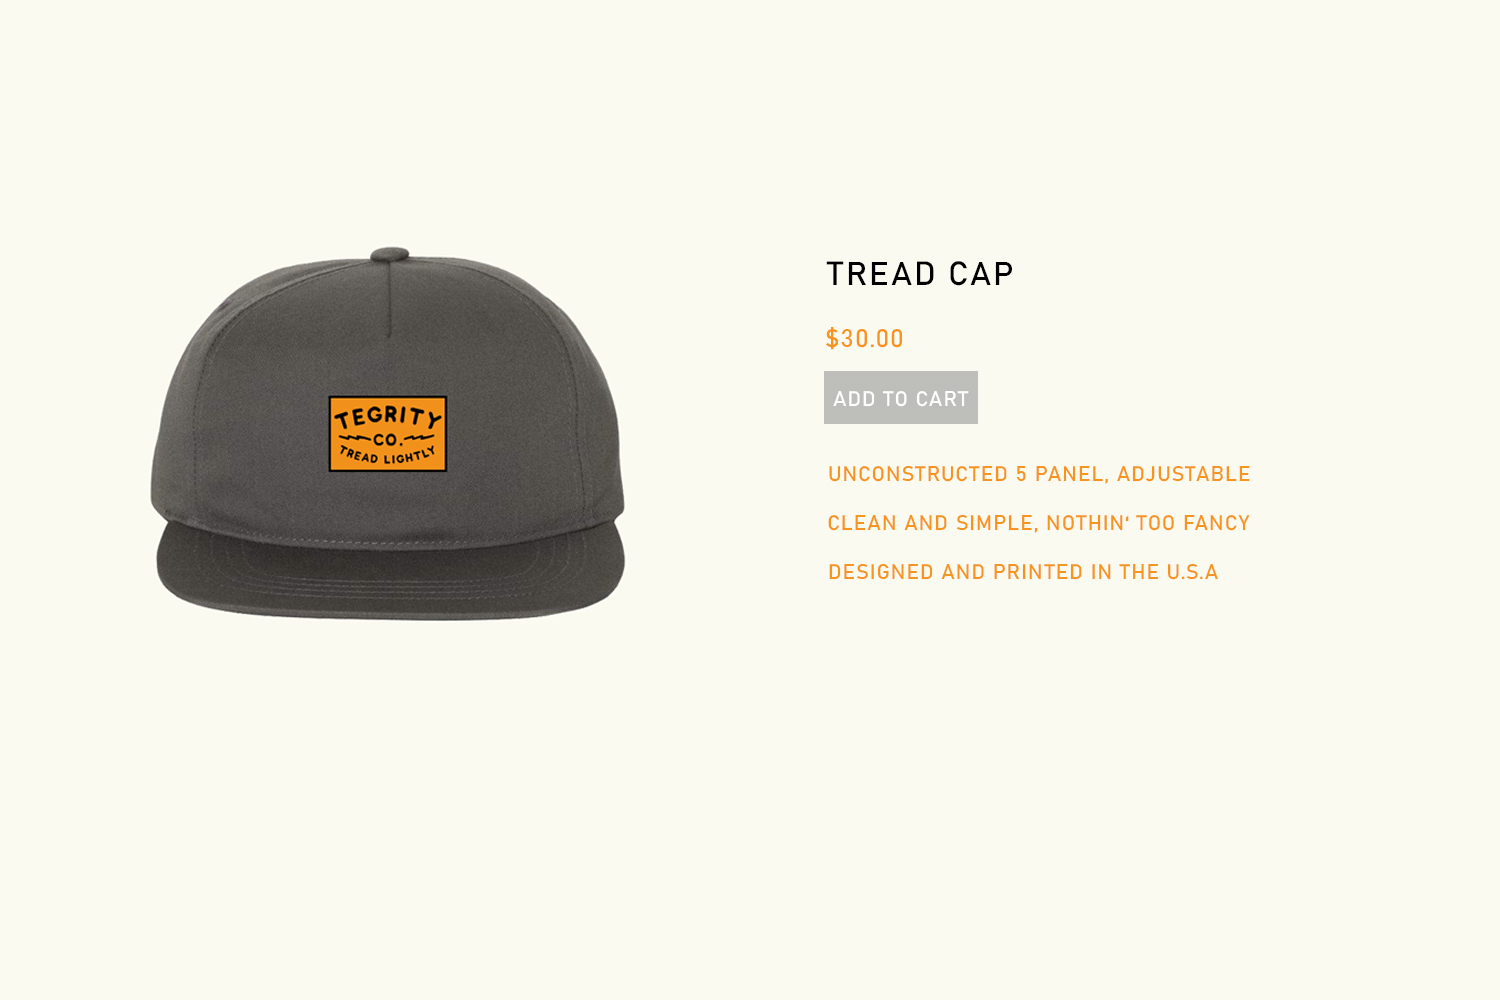 TEGRITY
CO.
TREAD LIGHTLY
TREAD CAP
$30.00
ADD TO CART
UNCONSTRUCTED 5 PANEL, ADJUSTABLE
CLEAN AND SIMPLE, NOTHIN' TOO FANCY
DESIGNED AND PRINTED IN THE U.S.A